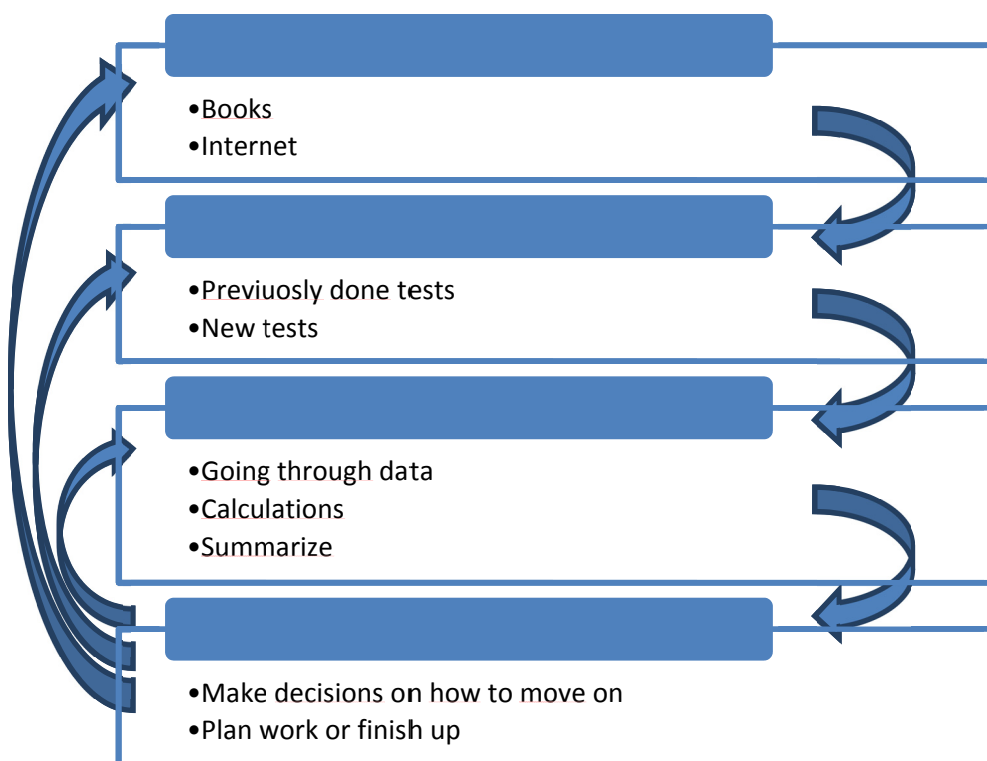 •Books
•Internet
•Previuosly done tests
•New tests
•Going through data
•Calculations
•Summarize
•Make decisions on how to move on
•Plan work or finish up